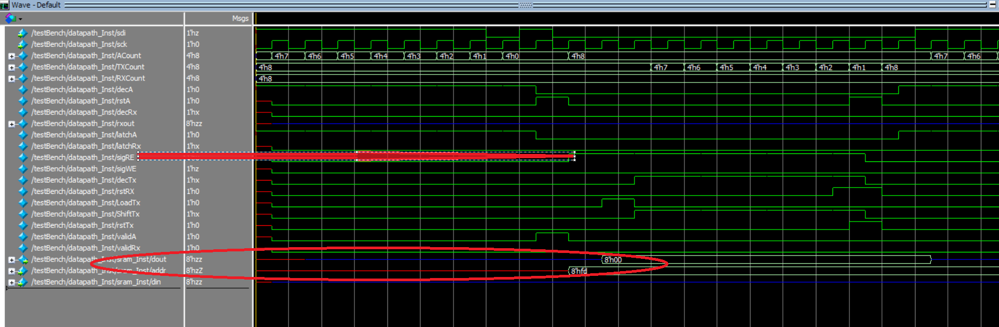 Wave - Default
Msgs
/testBench/datapath_Inst/sdi 1'hz
/testBench/datapath_Inst/sck 1'h0
/testBench/datapath_Inst/ACount 4'h8 4'h7 4'h6 4'h5 4'h4 4'h3 4'h2 4'h1 4'h0 4'h8 4'h7 4'h6
/testBench/datapath_Inst/TXCount 4'h8 4'h8 4'h7 4'h6 4'h5 4'h4 4'h3 4'h2 4'h1 4'h8
/testBench/datapath_Inst/RXCount 4'h8 4'h8
/testBench/datapath_Inst/decA 1'h0
/testBench/datapath_Inst/rstA 1'h0
/testBench/datapath_Inst/decRx 1'hx
/testBench/datapath_Inst/rxout 8'hzz
/testBench/datapath_Inst/latchA 1'h0
/testBench/datapath_Inst/latchRx 1'hx
/testBench/datapath_Inst/sigRE
/testBench/datapath_Inst/sigWE 1'hz
/testBench/datapath_Inst/decTx 1'hx
/testBench/datapath_Inst/rstRX 1'h0
/testBench/datapath_Inst/LoadTx 1'h0
/testBench/datapath_Inst/ShiftTx 1'hx
/testBench/datapath_Inst/rstTx 1'h0
/testBench/datapath_Inst/validA 1'h0
/testBench/datapath_Inst/validRx 1'h0
/testBench/datapath_Inst/sram_Inst/dout 8'hzz 8'h00
/testBench/datapath_Inst/sram_Inst/addr 8'hzZ 8'hfd
/testBench/datapath_Inst/sram_Inst/din 8'hzz